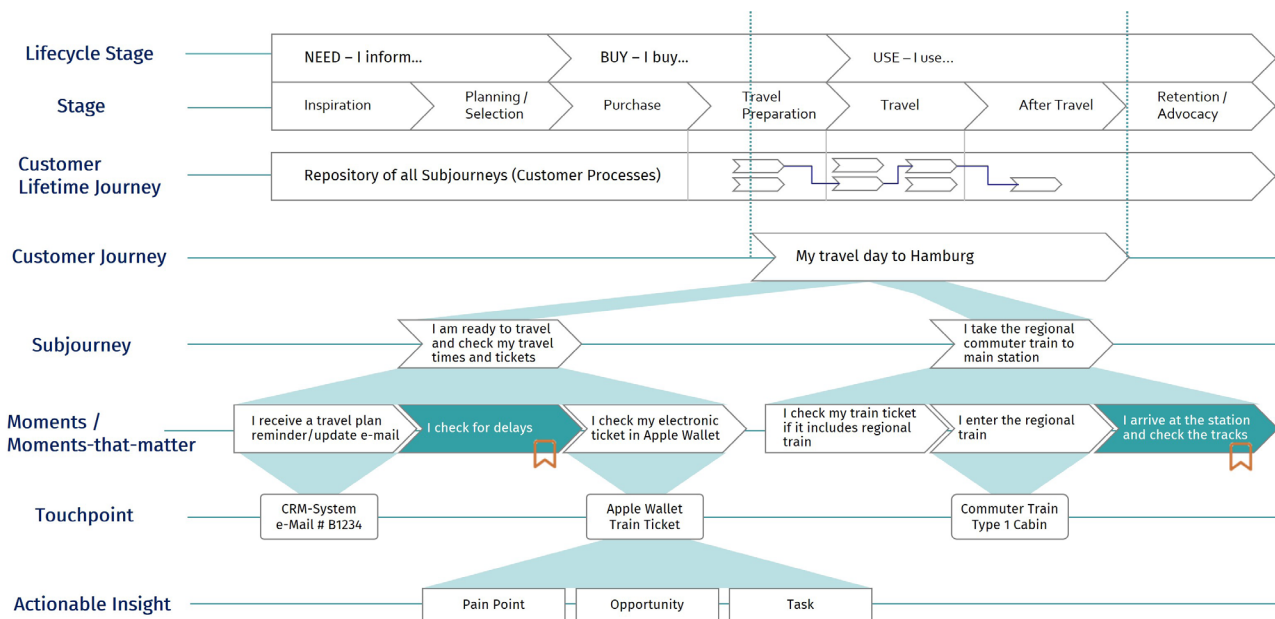 Lifecycle Stage
NEED – I inform...
BUY – I buy...
USE – I use...
Stage
Inspiration
Planning /
Selection
Purchase
Travel
Preparation
Travel
After Travel
Retention /
Advocacy
Customer
Lifetime Journey
Repository of all Subjourneys (Customer Processes)
Customer Journey
My travel day to Hamburg
Subjourney
I am ready to travel
and check my travel
times and tickets
I take the regional
commuter train to
main station
Moments /
Moments-that-matter
I receive a travel plan
reminder/update e-mail
I check for delays
I check my electronic
ticket in Apple Wallet
I check my train ticket
if it includes regional
train
I enter the regional
train
I arrive at the station
and check the tracks
Touchpoint
CRM-System
e-Mail # B1234
Apple Wallet
Train Ticket
Commuter Train
Type 1 Cabin
Actionable Insight
Pain Point
Opportunity
Task